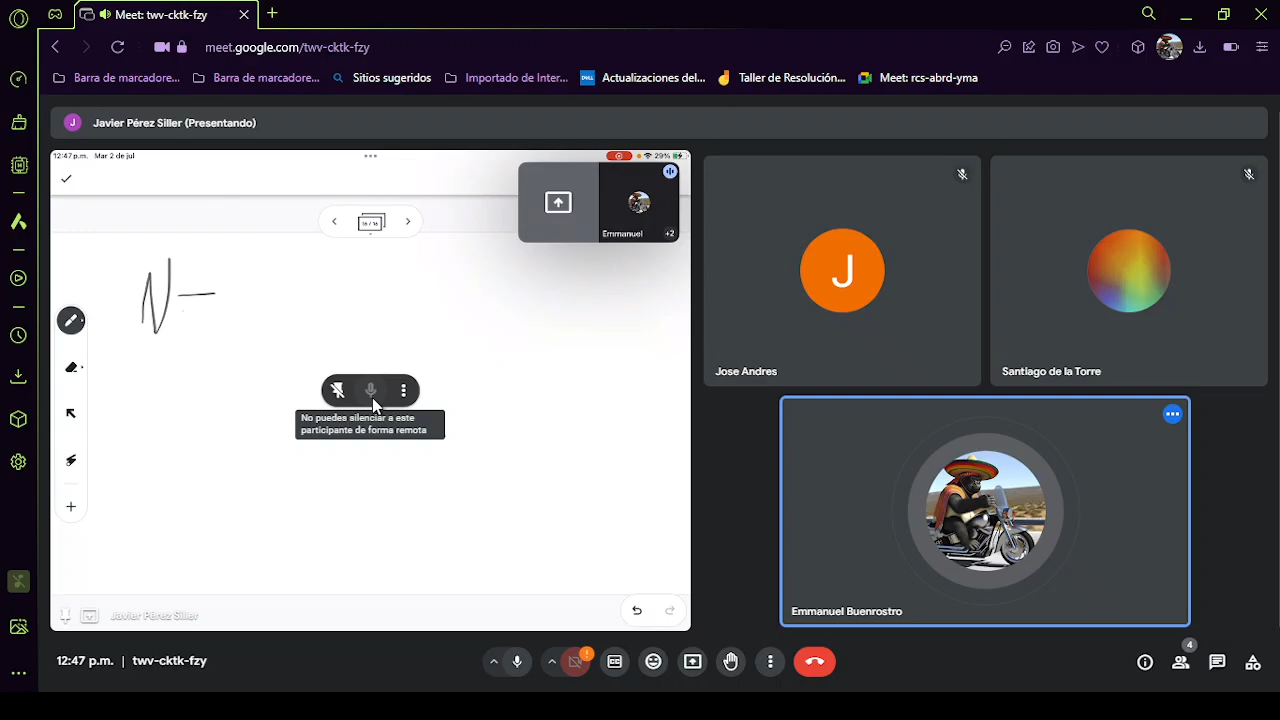 Meet: twv-cktk-fzy
meet.google.com/twv-cktk-fzy
Barra de marcadore...
Barra de marcadore...
Sitios sugeridos
Importado de Inter...
DELL
Actualizaciones del...
Taller de Resolución...
Meet: rcs-abrd-yma
J
Javier Pérez Siller (Presentando)
12:47 p.m. Mar 2 de jul
29%
16 / 16
Emmanuel
+2
N-
No puedes silenciar a este
participante de forma remota
Javier Pérez Siller
J
Jose Andres
Santiago de la Torre
Emmanuel Buenrostro
12:47 p.m. | twv-cktk-fzy
4